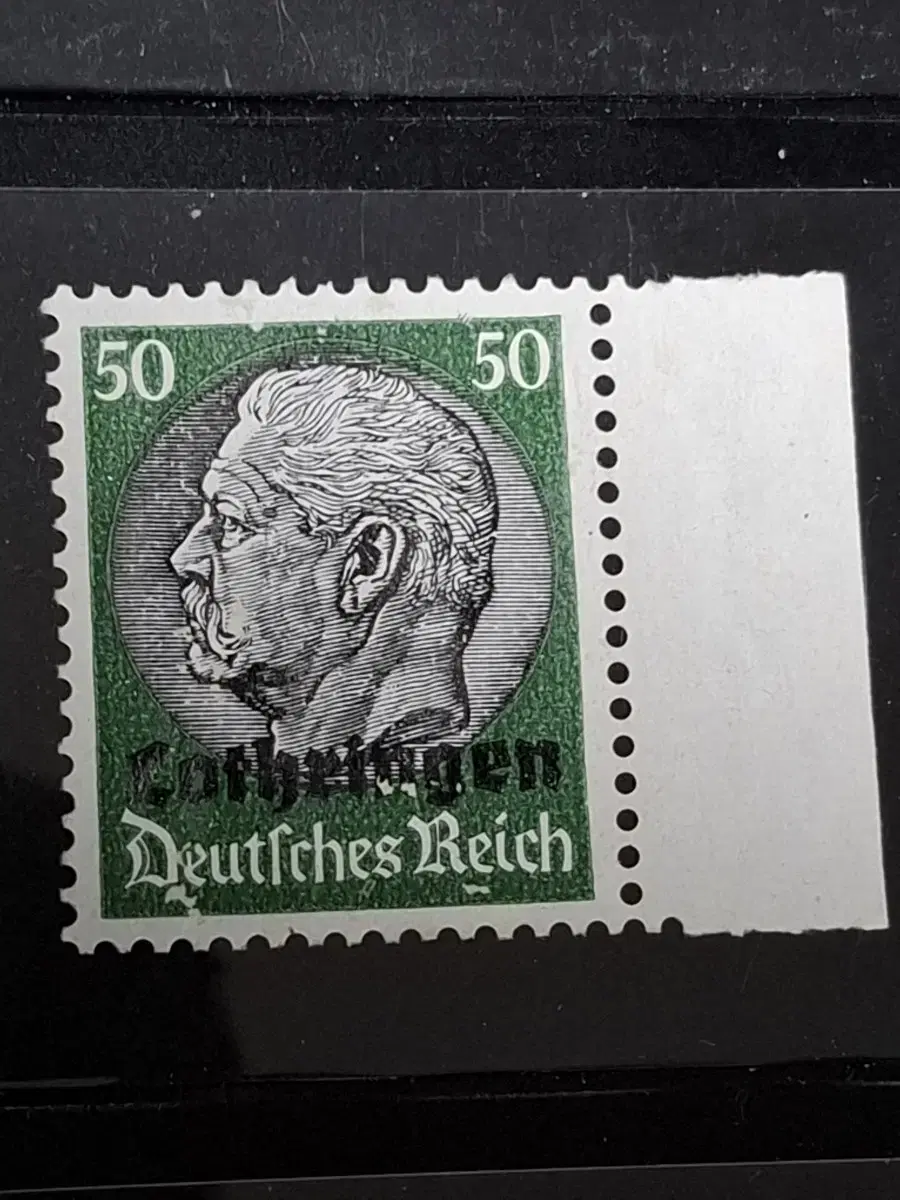 50 50
Lothringen
Deutsches Reich